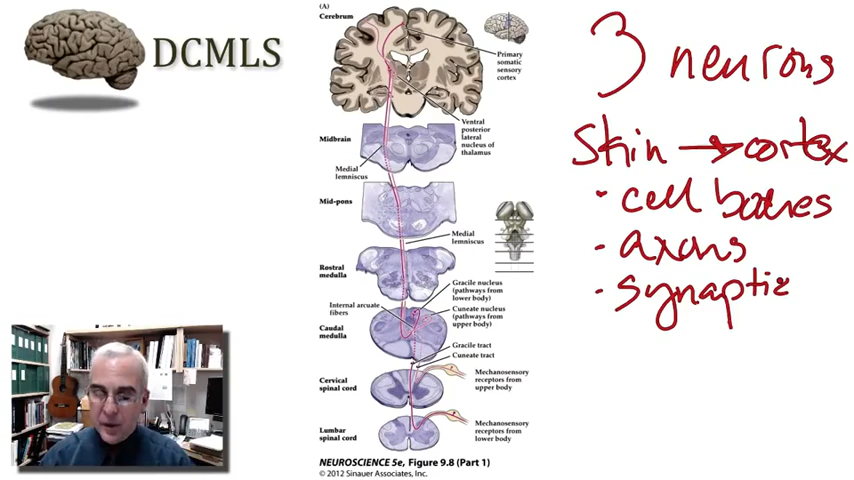 DCMLS
(A)
Cerebrum
Primary
somatic
sensory
cortex
Ventral
posterior
lateral
nucleus of
thalamus
Midbrain
Medial
lemniscus
Mid-pons
Medial
lemniscus
Rostral
medulla
Gracile nucleus
(pathways from
lower body)
Internal arcuate
fibers
Cuneate nucleus
(pathways from
upper body)
Caudal
medulla
Gracile tract
Cuneate tract
Mechanosensory
receptors from
upper body
Cervical
spinal cord
Mechanosensory
receptors from
lower body
Lumbar
spinal cord
NEUROSCIENCE 5e, Figure 9.8 (Part 1)
© 2012 Sinauer Associates, Inc.
3 neurons
Skin → cortex
• cell bodies
- axons
- synaptic